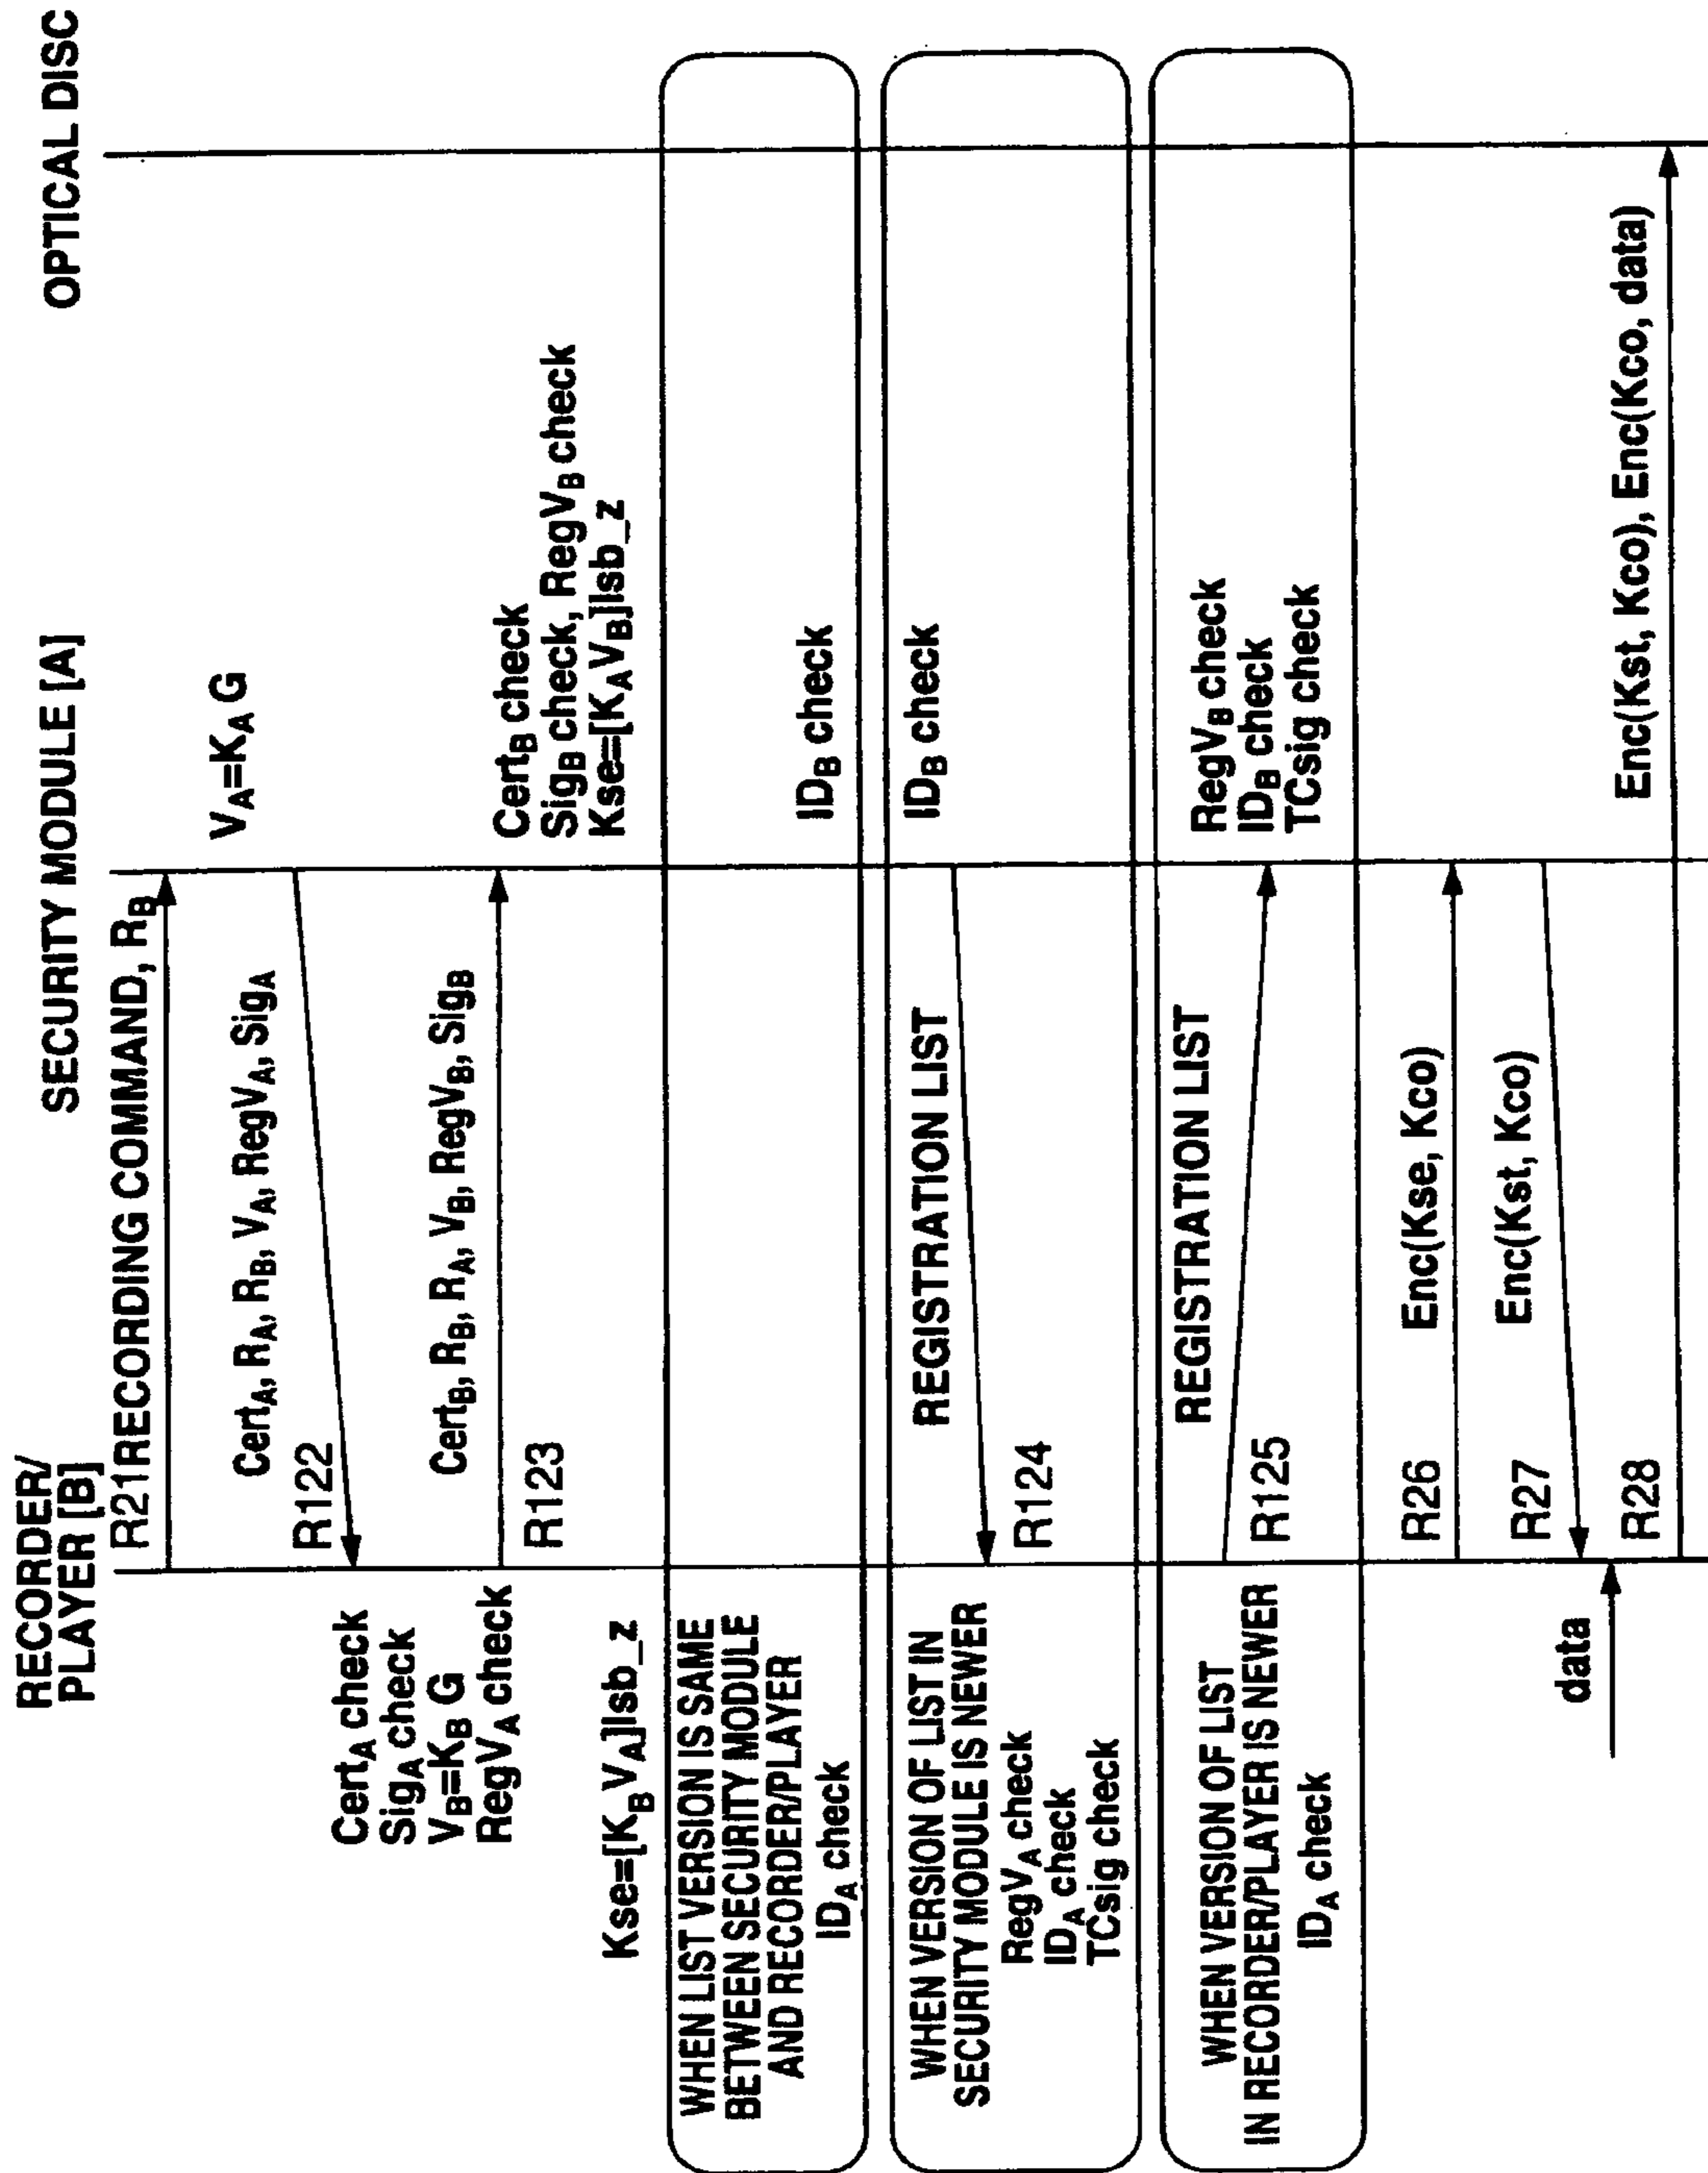 RECORDER/
PLAYER [B]
SECURITY MODULE [A]
OPTICAL DISC
R21 RECORDING COMMAND, R_B
V_A=K_A G
Cert_A, R_A, R_B, V_A, RegV_A, Sig_A
R122
Cert_A check
Sig_A check
V_B=K_B G
RegV_A check
Cert_B, R_B, R_A, V_B, RegV_B, Sig_B
R123
Cert_B check
Sig_B check, RegV_B check
Kse=[K_A V_B]lsb_z
Kse=[K_B V_A]lsb_z
WHEN LIST VERSION IS SAME
BETWEEN SECURITY MODULE
AND RECORDER/PLAYER
ID_A check
ID_B check
WHEN VERSION OF LIST IN
SECURITY MODULE IS NEWER
RegV_A check
ID_A check
TCsig check
REGISTRATION LIST
R124
ID_B check
WHEN VERSION OF LIST
IN RECORDER/PLAYER IS NEWER
ID_A check
REGISTRATION LIST
R125
RegV_B check
ID_B check
TCsig check
R26
Enc(Kse, Kco)
R27
Enc(Kst, Kco)
data
R28
Enc(Kst, Kco), Enc(Kco, data)